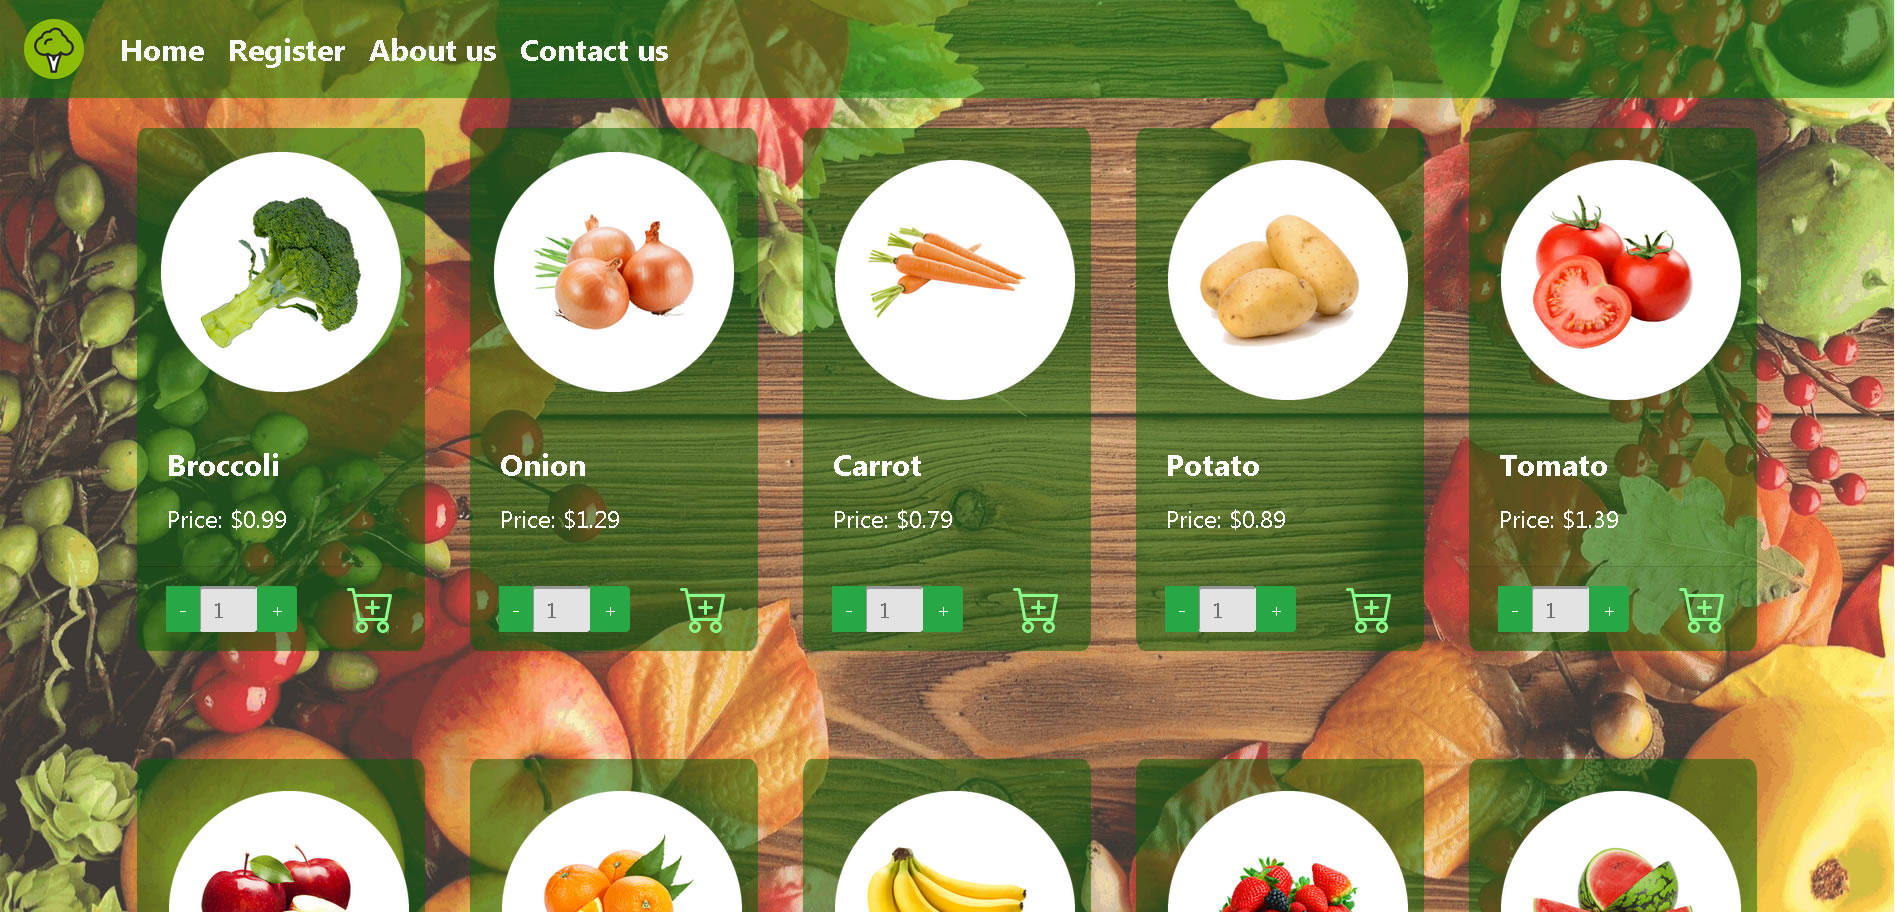 Home Register About us Contact us
Broccoli Onion Carrot Potato Tomato
Price: $0.99 Price: $1.29 Price: $0.79 Price: $0.89 Price: $1.39
- 1 + - 1 + - 1 + - 1 + - 1 +